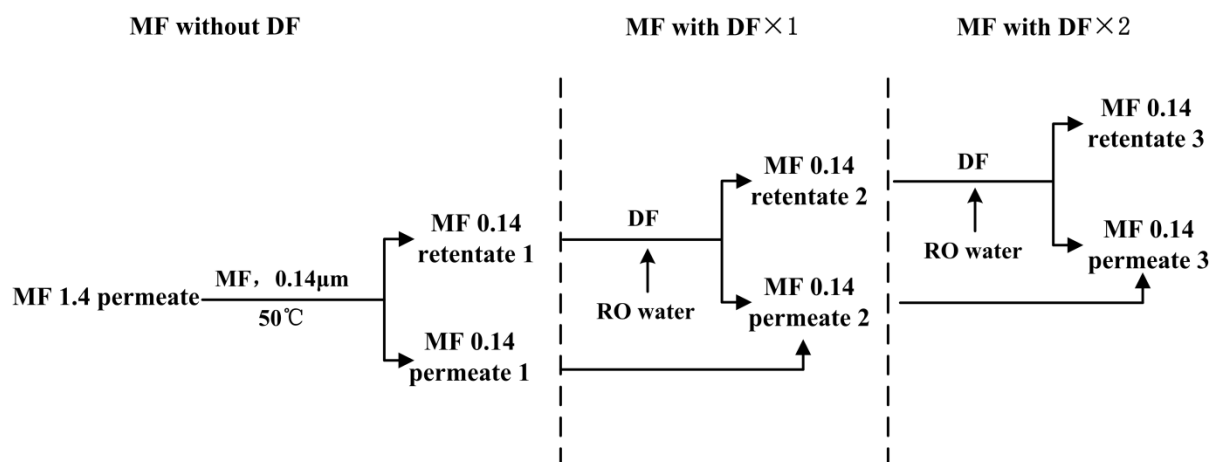 MF without DF
MF with DF×1
MF with DF×2
MF 1.4 permeate
MF，0.14μm
50℃
MF 0.14
retentate 1
MF 0.14
permeate 1
DF
RO water
MF 0.14
retentate 2
MF 0.14
permeate 2
DF
RO water
MF 0.14
retentate 3
MF 0.14
permeate 3